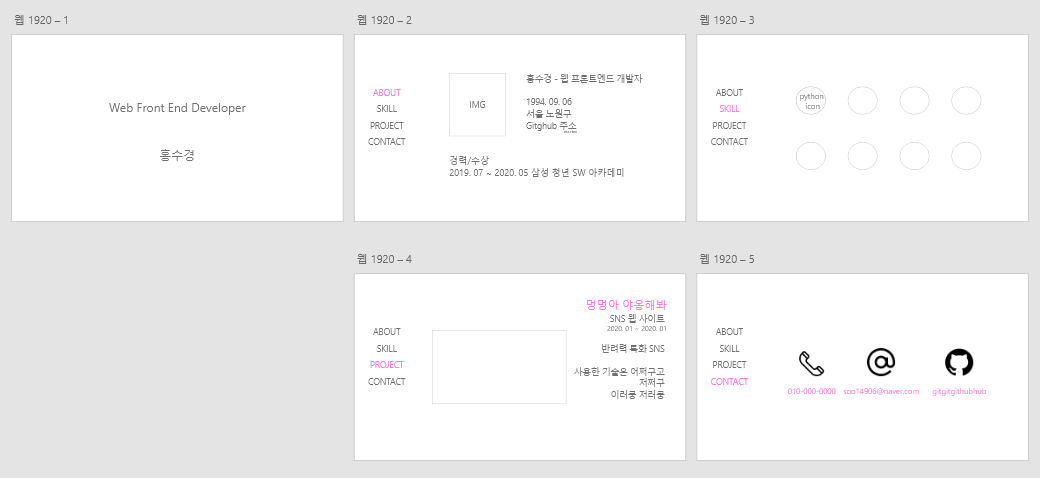 웹 1920 – 1
Web Front End Developer
홍수경
웹 1920 – 2
ABOUT
SKILL
PROJECT
CONTACT
IMG
홍수경 - 웹 프론트엔드 개발자
1994. 09. 06
서울 노원구
Gitghub 주소
경력/수상
2019. 07 ~ 2020. 05 삼성 청년 SW 아카데미
웹 1920 – 3
ABOUT
SKILL
PROJECT
CONTACT
python
icon
웹 1920 – 4
ABOUT
SKILL
PROJECT
CONTACT
멍멍아 야옹해봐
SNS 웹 사이트
2020. 01 ~ 2020. 01
반려력 특화 SNS
사용한 기술은 어쩌구고
저쩌구
이러쿵 저러쿵
웹 1920 – 5
ABOUT
SKILL
PROJECT
CONTACT
010-000-0000
soo14906@naver.com
gitgitgithubhub